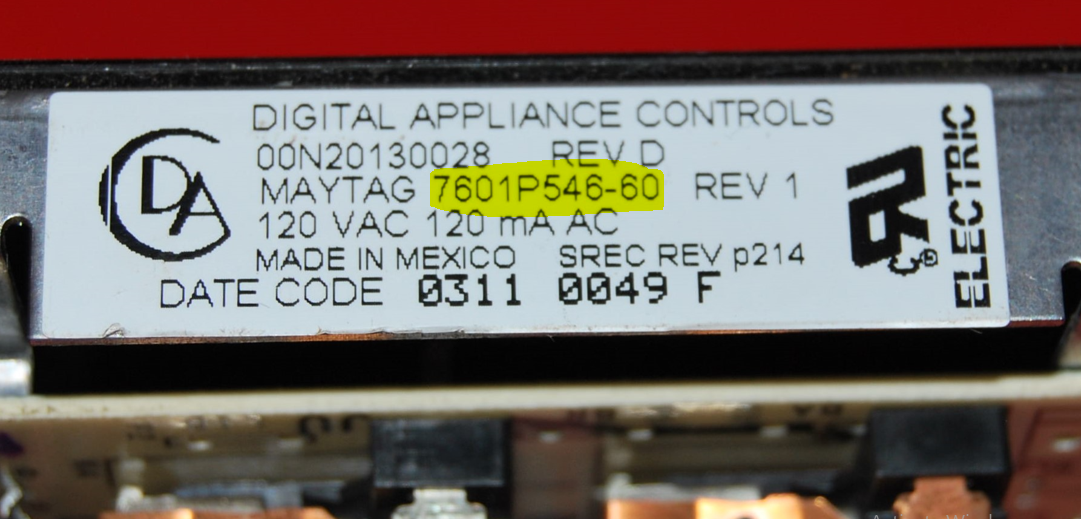 DIGITAL APPLIANCE CONTROLS
00N20130028 REV D
MAYTAG 7601P546-60 REV 1
120 VAC 120 mA AC
MADE IN MEXICO SREC REV p214
DATE CODE 0311 0049 F
CDA
ELECTRIC